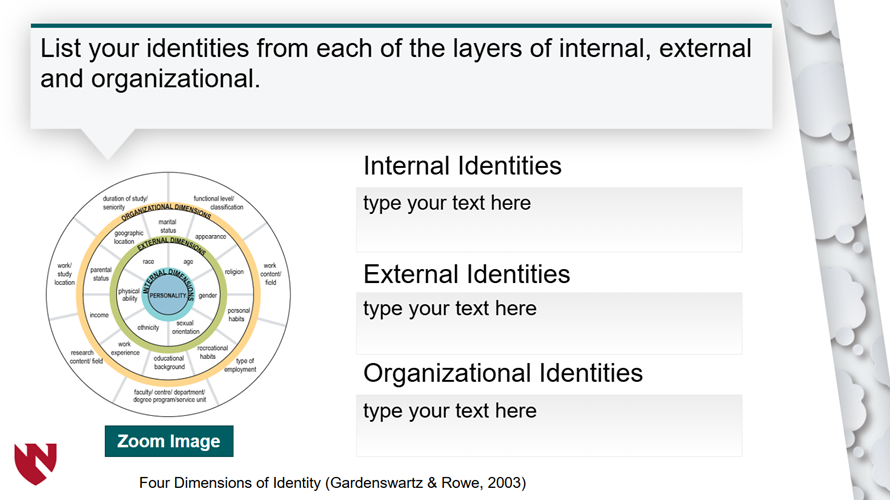 List your identities from each of the layers of internal, external
and organizational.
duration of study/
seniority
functional level/
classification
ORGANIZATIONAL DIMENSIONS
marital
status
geographic
location
appearance
EXTERNAL DIMENSIONS
race
age
work/
study
location
parental
status
INTERNAL DIMENSIONS
religion
work
content/
field
physical
ability
PERSONALITY
gender
income
ethnicity
sexual
orientation
personal
habits
research
content/ field
work
experience
educational
background
recreational
habits
type of
employment
faculty/ centre/ department/
degree program/service unit
Zoom Image
Internal Identities
type your text here
External Identities
type your text here
Organizational Identities
type your text here
N
Four Dimensions of Identity (Gardenswartz & Rowe, 2003)